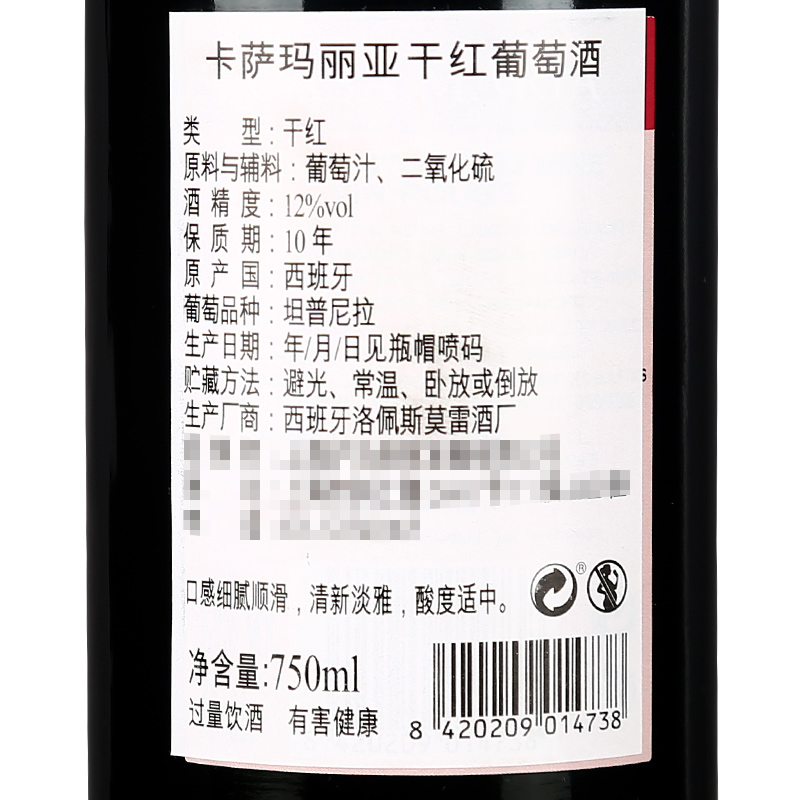 卡萨玛丽亚干红葡萄酒
类 型：干红
原料与辅料：葡萄汁、二氧化硫
酒 精 度：12%vol
保 质 期：10 年
原 产 国：西班牙
葡萄品种：坦普尼拉
生产日期：年/月/日见瓶帽喷码
贮藏方法：避光、常温、卧放或倒放
生产厂商：西班牙洛佩斯莫雷酒厂
口感细腻顺滑，清新淡雅，酸度适中。
®
净含量:750ml
过量饮酒 有害健康
8 420209 014738